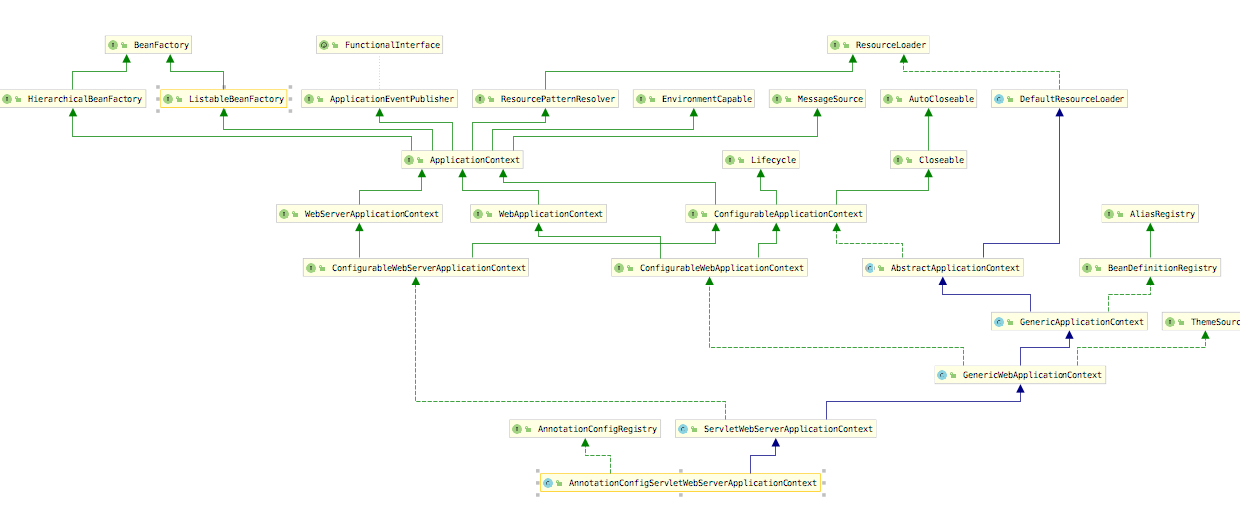 BeanFactory
FunctionalInterface
ResourceLoader
HierarchicalBeanFactory
ListableBeanFactory
ApplicationEventPublisher
ResourcePatternResolver
EnvironmentCapable
MessageSource
AutoCloseable
DefaultResourceLoader
ApplicationContext
Lifecycle
Closeable
WebServerApplicationContext
WebApplicationContext
ConfigurableApplicationContext
AliasRegistry
ConfigurableWebServerApplicationContext
ConfigurableWebApplicationContext
AbstractApplicationContext
BeanDefinitionRegistry
GenericApplicationContext
ThemeSourc
GenericWebApplicationContext
AnnotationConfigRegistry
ServletWebServerApplicationContext
AnnotationConfigServletWebServerApplicationContext